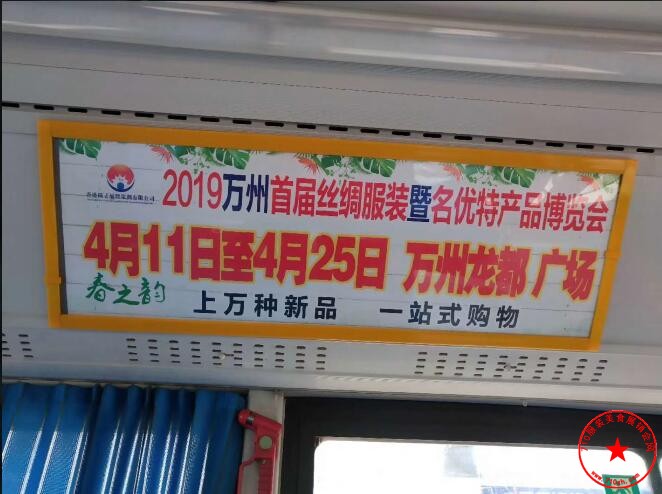 2019万州首届丝绸服装暨名优特产品博览会
4月11日至4月25日 万州龙都 广场
春之韵
上万种新品 一站式购物